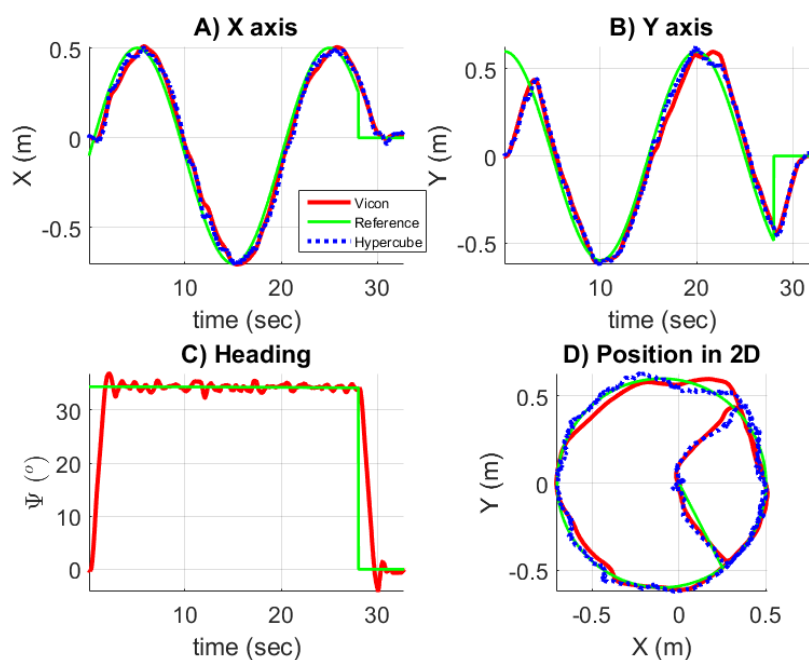 A) X axis
0.5
0
-0.5
X (m)
10
20
30
time (sec)
Vicon
Reference
Hypercube
B) Y axis
0.5
0
-0.5
Y (m)
10
20
30
time (sec)
C) Heading
30
20
10
0
Ψ (º)
10
20
30
time (sec)
D) Position in 2D
0.5
0
-0.5
Y (m)
-0.5
0
0.5
X (m)